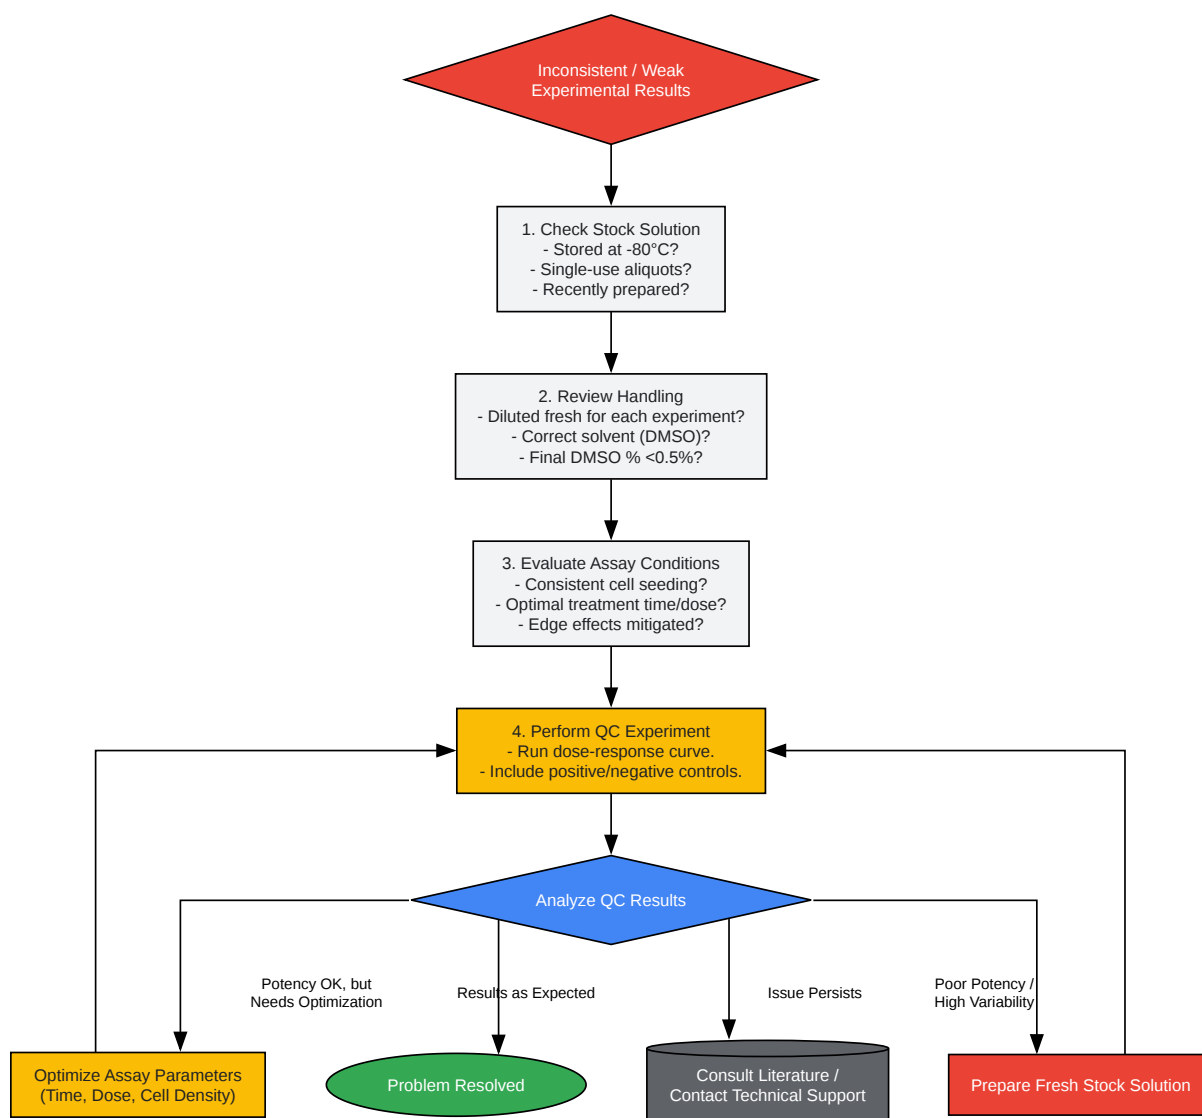 Inconsistent / Weak
Experimental Results
1. Check Stock Solution
- Stored at -80°C?
- Single-use aliquots?
- Recently prepared?
2. Review Handling
- Diluted fresh for each experiment?
- Correct solvent (DMSO)?
- Final DMSO % <0.5%?
3. Evaluate Assay Conditions
- Consistent cell seeding?
- Optimal treatment time/dose?
- Edge effects mitigated?
4. Perform QC Experiment
- Run dose-response curve.
- Include positive/negative controls.
Analyze QC Results
Potency OK, but
Needs Optimization
Results as Expected
Issue Persists
Poor Potency /
High Variability
Optimize Assay Parameters
(Time, Dose, Cell Density)
Problem Resolved
Consult Literature /
Contact Technical Support
Prepare Fresh Stock Solution